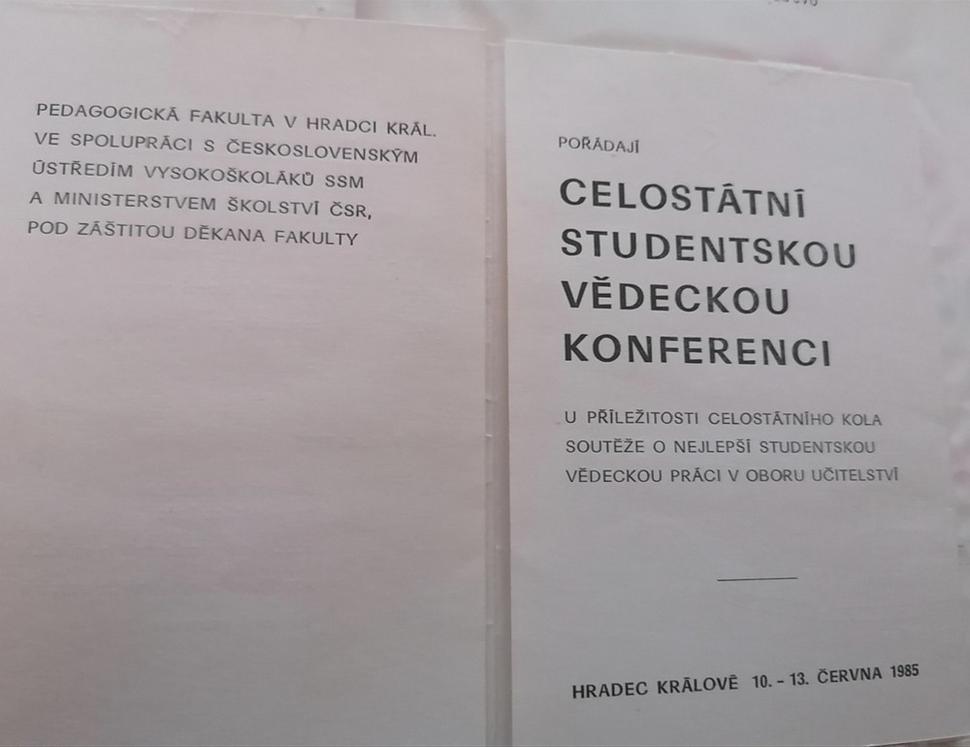 PEDAGOGICKÁ FAKULTA V HRADCI KRÁL.
VE SPOLUPRÁCI S ČESKOSLOVENSKÝM
ÚSTŘEDÍM VYSOKOŠKOLÁKŮ SSM
A MINISTERSTVEM ŠKOLSTVÍ ČSR,
POD ZÁŠTITOU DĚKANA FAKULTY
POŘÁDAJÍ
CELOSTÁTNÍ
STUDENTSKOU
VĚDECKOU
KONFERENCI
U PŘÍLEŽITOSTI CELOSTÁTNÍHO KOLA
SOUTĚŽE O NEJLEPŠÍ STUDENTSKOU
VĚDECKOU PRÁCI V OBORU UČITELSTVÍ
HRADEC KRÁLOVÉ 10. – 13. ČERVNA 1985